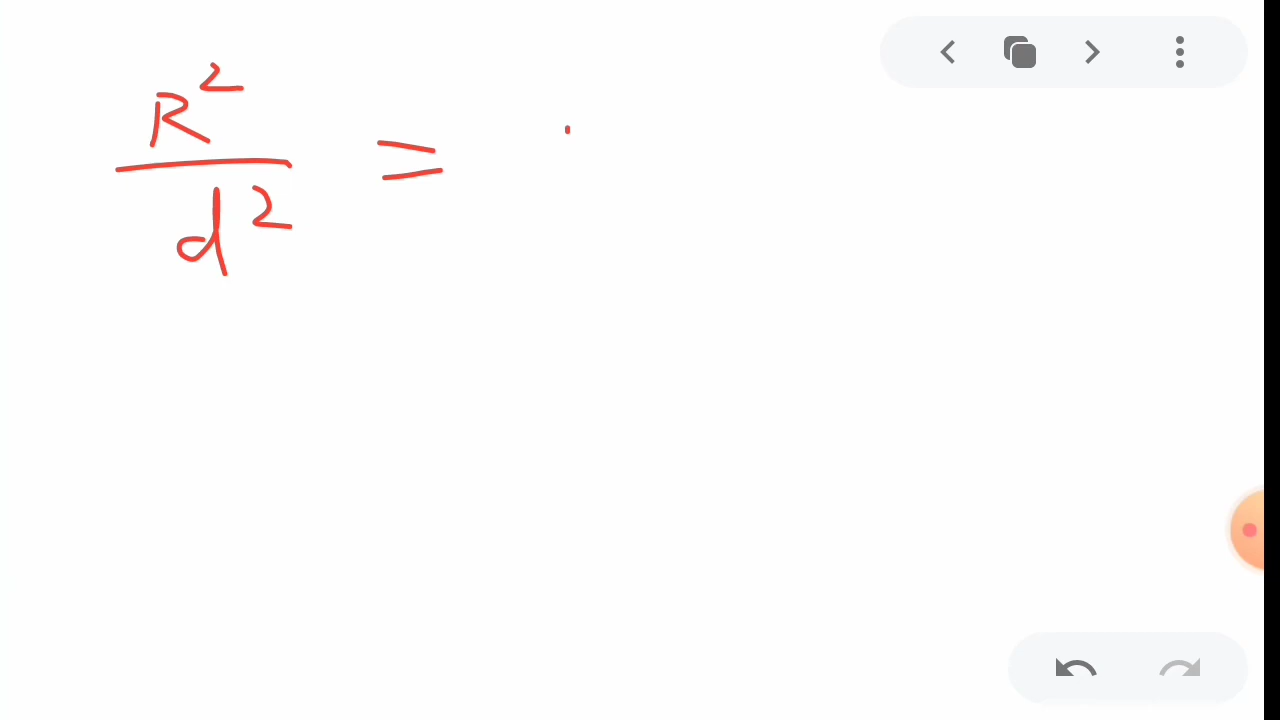 R²/d² =